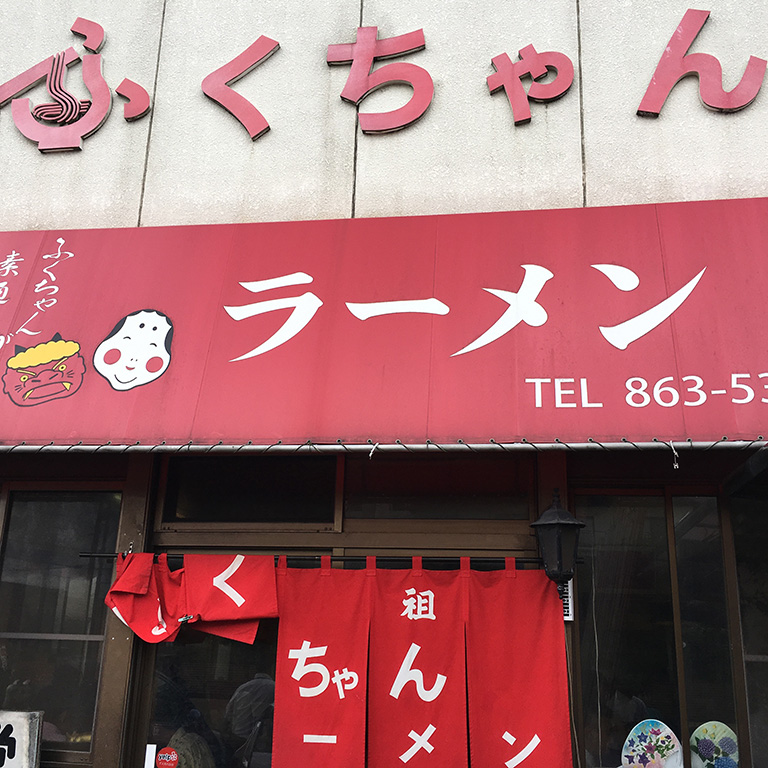 ふくちゃん
ふくちゃん
ラーメン
TEL 863-53
く
祖
ちゃん
ーメン
yelp